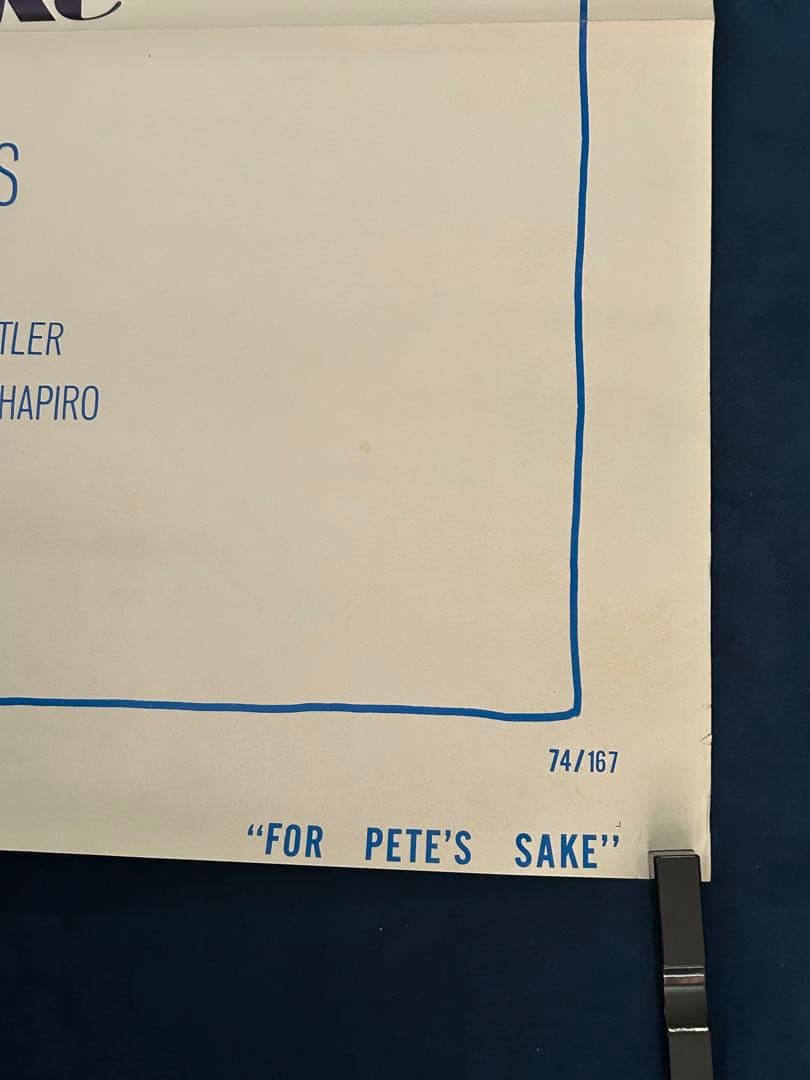 S
TLER
HAPIRO
74/167
“FOR PETE’S SAKE”